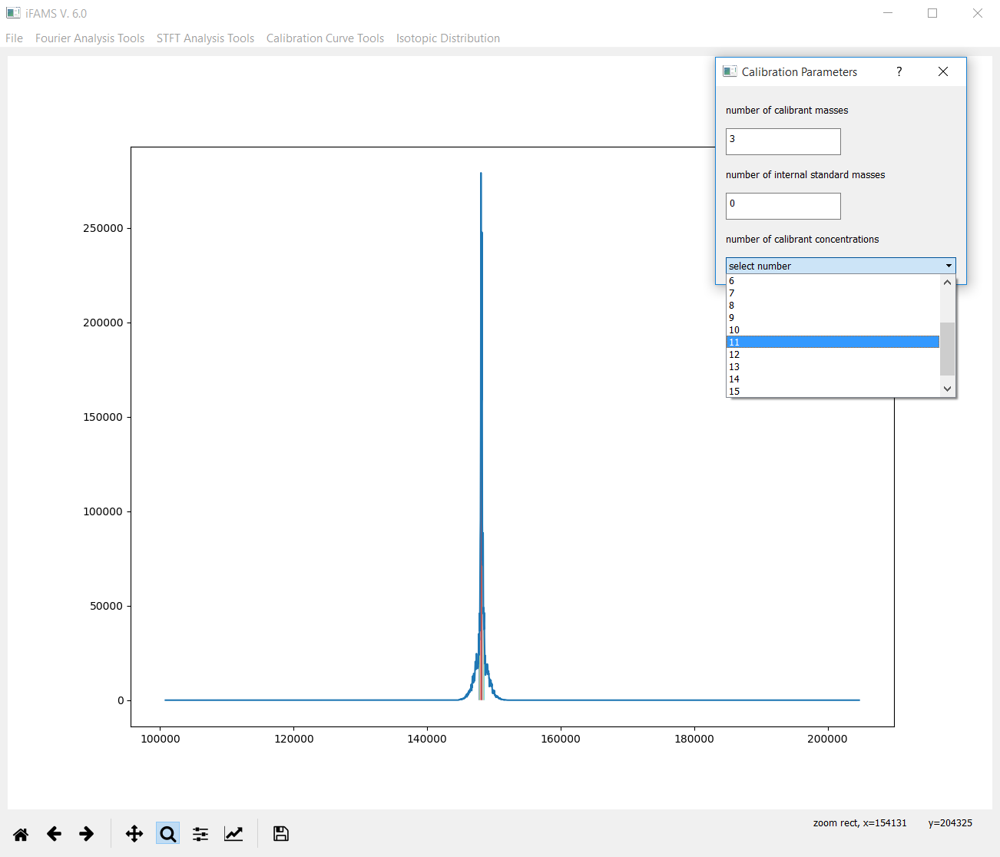 iFAMS V. 6.0
File Fourier Analysis Tools STFT Analysis Tools Calibration Curve Tools Isotopic Distribution
Calibration Parameters ?
number of calibrant masses
3
number of internal standard masses
0
number of calibrant concentrations
select number
6
7
8
9
10
11
12
13
14
15
250000
200000
150000
100000
50000
0
100000 120000 140000 160000 180000 200000
zoom rect, x=154131 y=204325